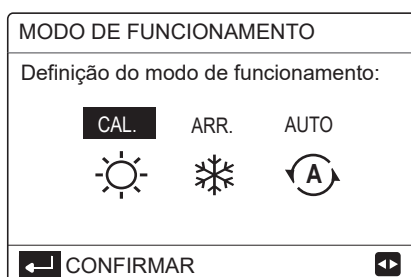 MODO DE FUNCIONAMENTO
Definição do modo de funcionamento:
CAL. ARR. AUTO
A
CONFIRMAR